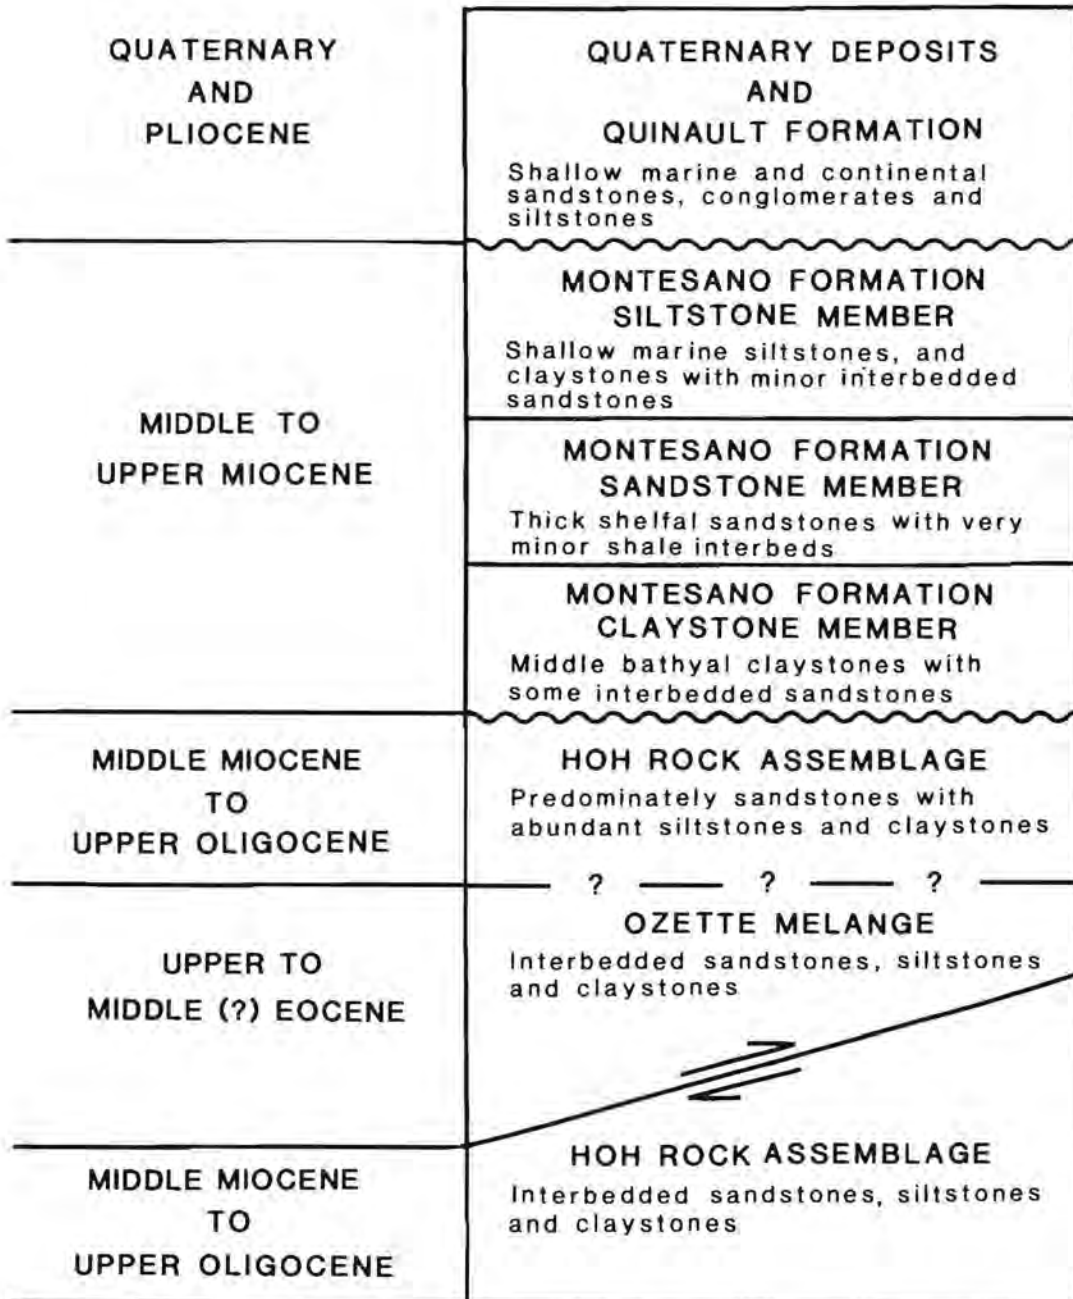 QUATERNARY
AND
PLIOCENE
QUATERNARY DEPOSITS
AND
QUINAULT FORMATION
Shallow marine and continental
sandstones, conglomerates and
siltstones
MIDDLE TO
UPPER MIOCENE
MONTESANO FORMATION
SILTSTONE MEMBER
Shallow marine siltstones, and
claystones with minor interbedded
sandstones
MONTESANO FORMATION
SANDSTONE MEMBER
Thick shelfal sandstones with very
minor shale interbeds
MONTESANO FORMATION
CLAYSTONE MEMBER
Middle bathyal claystones with
some interbedded sandstones
MIDDLE MIOCENE
TO
UPPER OLIGOCENE
HOH ROCK ASSEMBLAGE
Predominately sandstones with
abundant siltstones and claystones
? ? ?
UPPER TO
MIDDLE (?) EOCENE
OZETTE MELANGE
Interbedded sandstones, siltstones
and claystones
MIDDLE MIOCENE
TO
UPPER OLIGOCENE
HOH ROCK ASSEMBLAGE
Interbedded sandstones, siltstones
and claystones